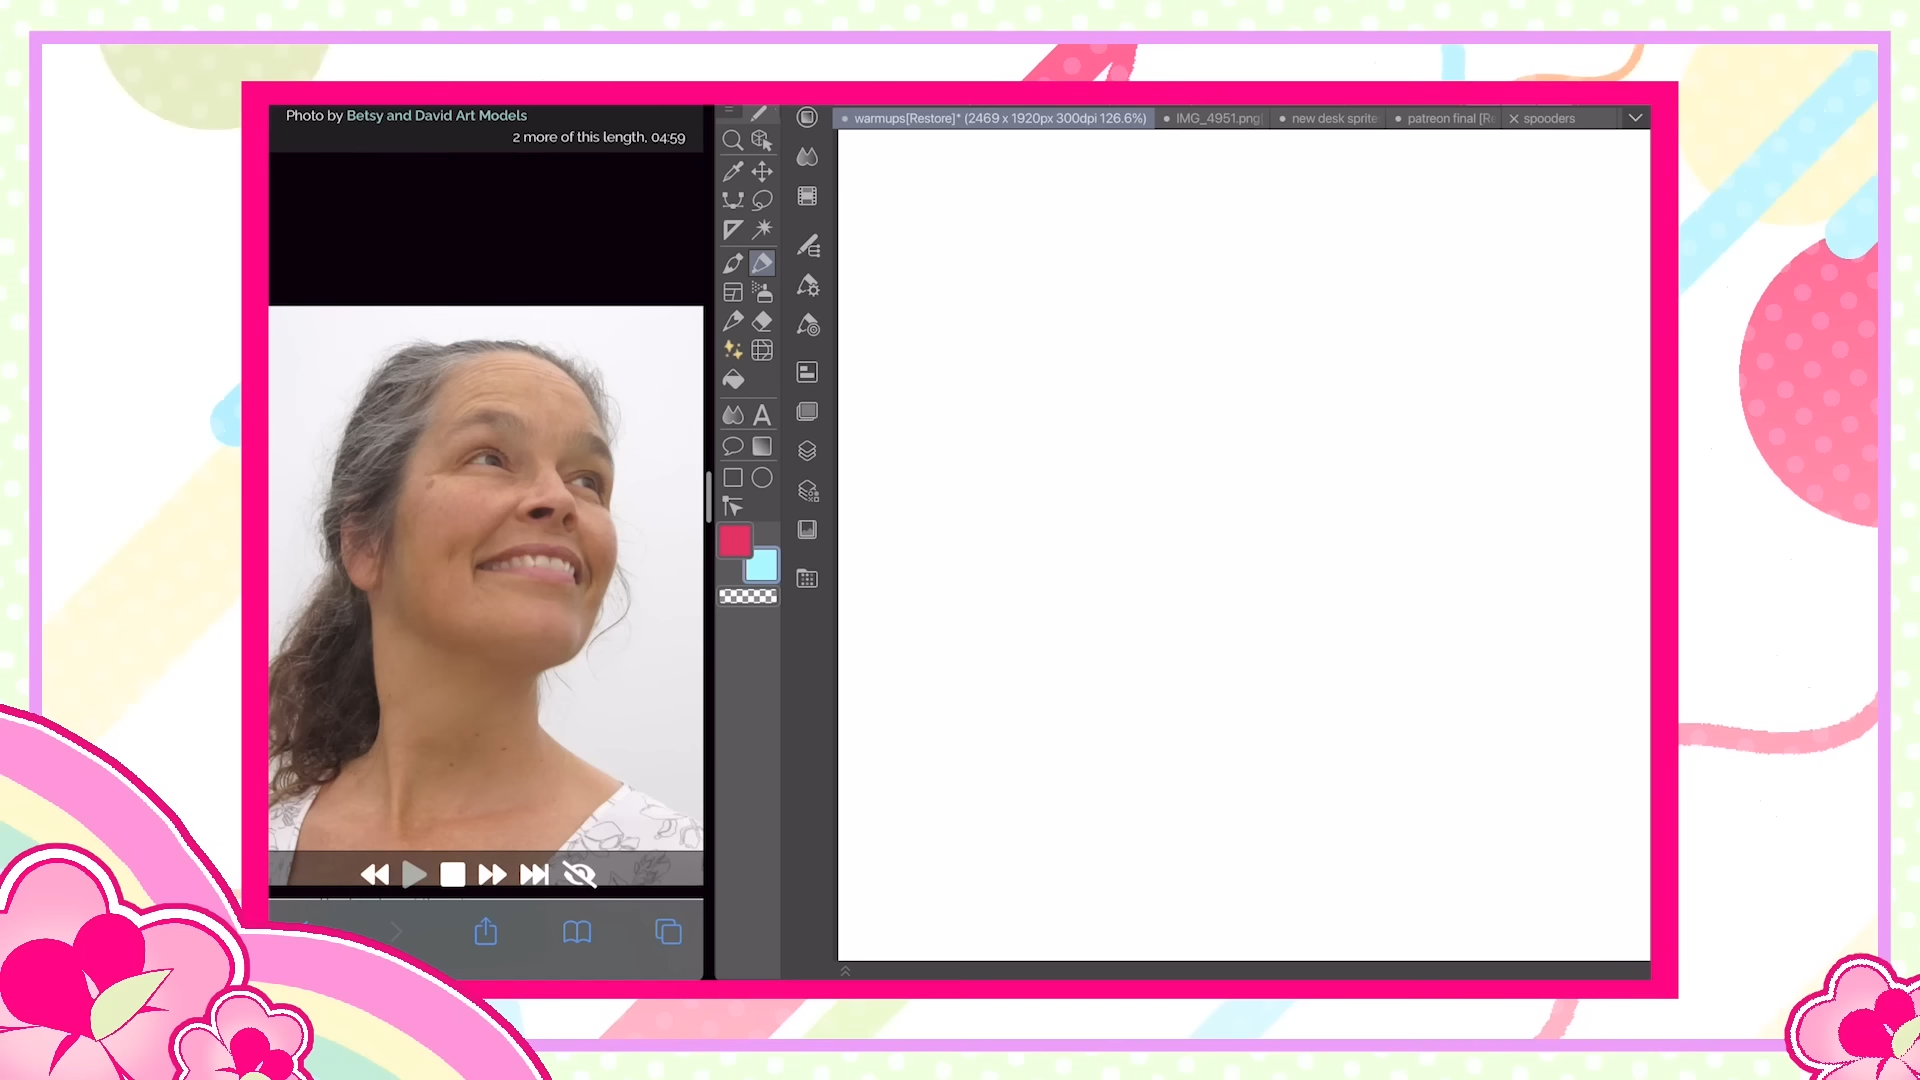 Photo by Betsy and David Art Models
2 more of this length, 04:59
warmups[Restore]* (2469 x 1920px 300dpi 126.6%)
IMG_4951.png
new desk sprite
patreon final [Re
spooders